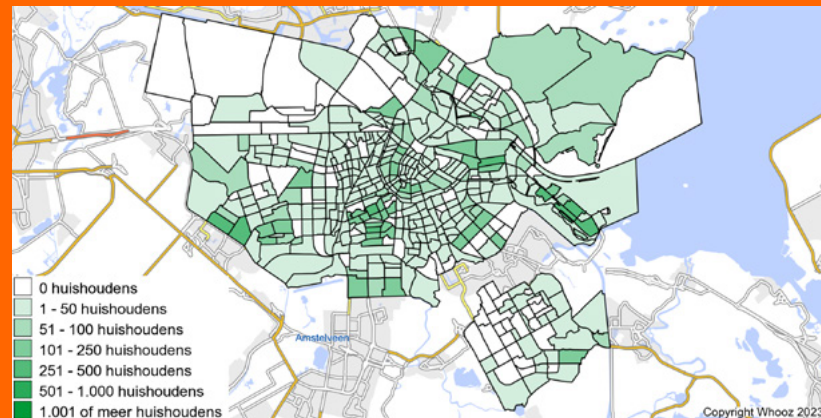 0 huishoudens
1 - 50 huishoudens
51 - 100 huishoudens
101 - 250 huishoudens
251 - 500 huishoudens
501 - 1.000 huishoudens
1.001 of meer huishoudens
Amstelveen
Copyright Whooz 2023